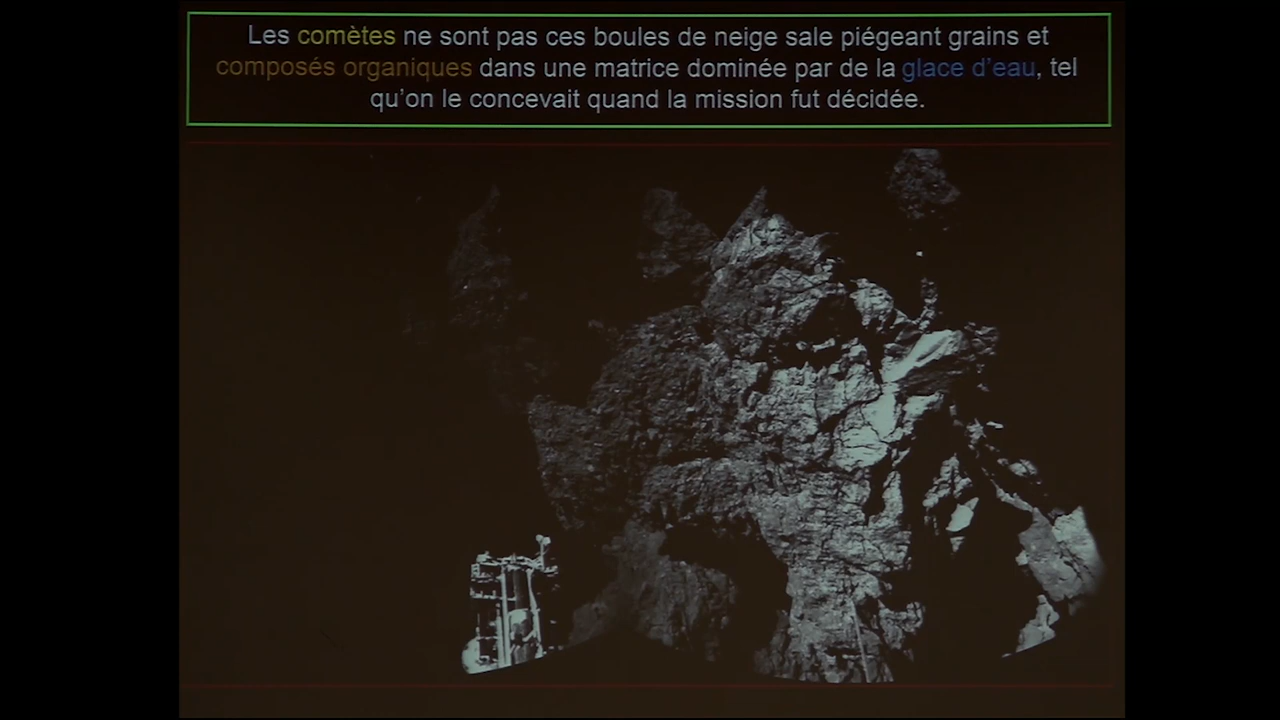 Les comètes ne sont pas ces boules de neige sale piégeant grains et
composés organiques dans une matrice dominée par de la glace d'eau, tel
qu'on le concevait quand la mission fut décidée.